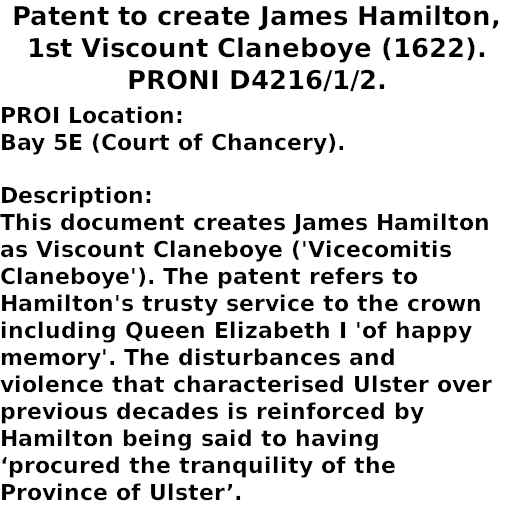 Patent to create James Hamilton,
1st Viscount Claneboye (1622).
PRONI D4216/1/2.
PROI Location:
Bay 5E (Court of Chancery).
Description:
This document creates James Hamilton
as Viscount Claneboye ('Vicecomitis
Claneboye'). The patent refers to
Hamilton's trusty service to the crown
including Queen Elizabeth I 'of happy
memory'. The disturbances and
violence that characterised Ulster over
previous decades is reinforced by
Hamilton being said to having
‘procured the tranquility of the
Province of Ulster’.